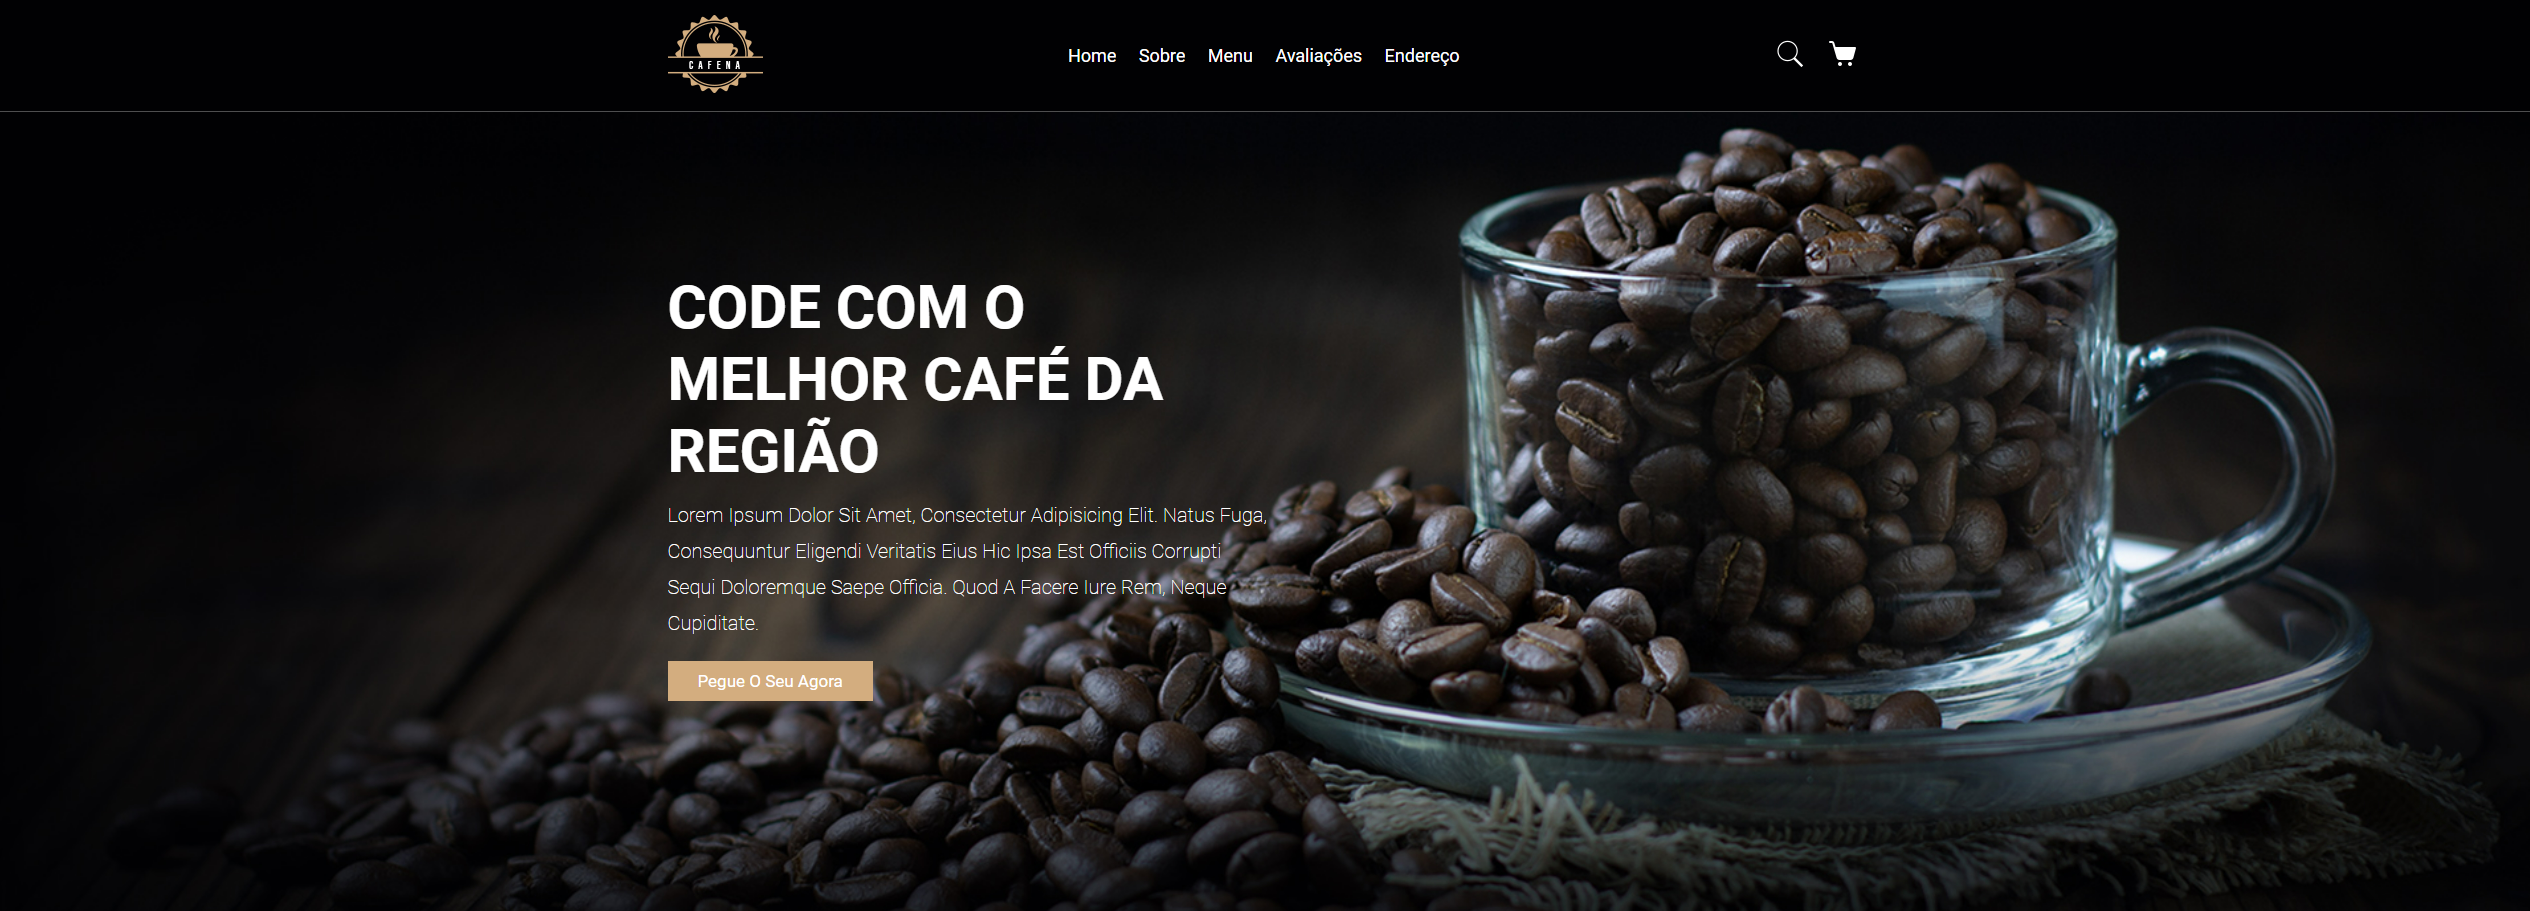 CAFENA
Home Sobre Menu Avaliações Endereço
CODE COM O
MELHOR CAFÉ DA
REGIÃO
Lorem Ipsum Dolor Sit Amet, Consectetur Adipisicing Elit. Natus Fuga,
Consequuntur Eligendi Veritatis Eius Hic Ipsa Est Officiis Corrupti
Sequi Doloremque Saepe Officia. Quod A Facere Iure Rem, Neque
Cupiditate.
Pegue O Seu Agora